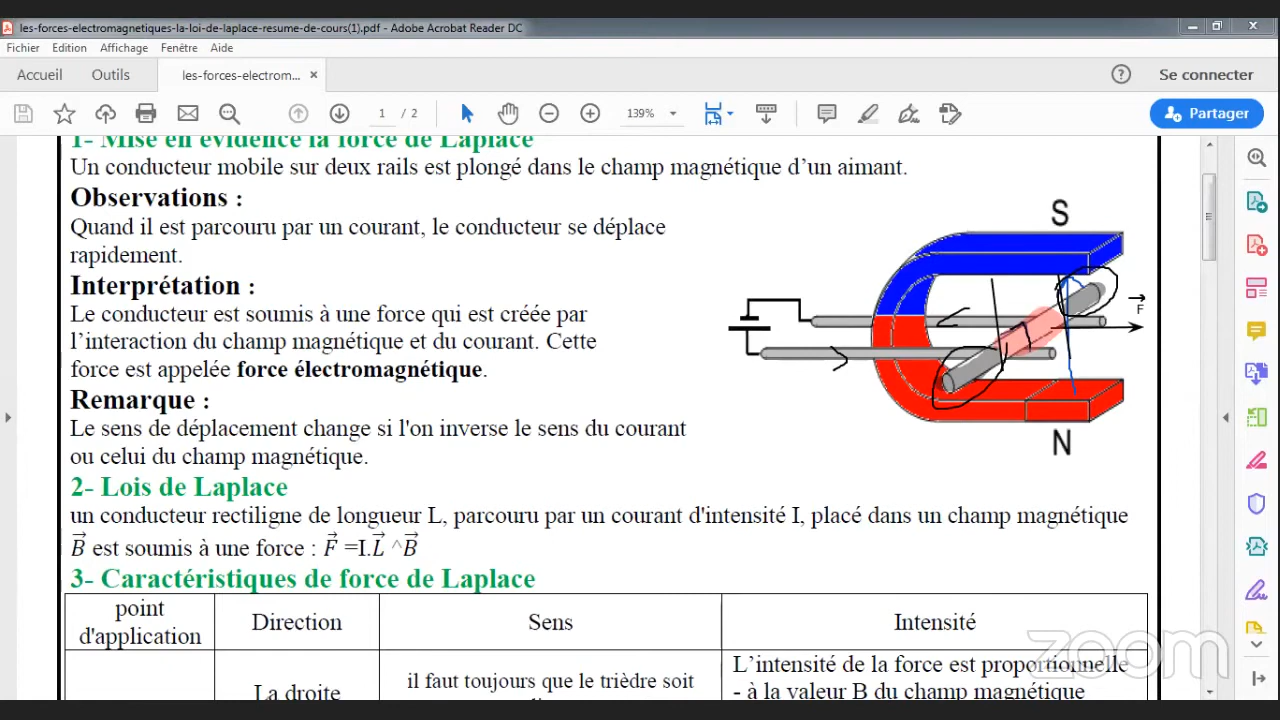 les-forces-electromagnetiques-la-loi-de-laplace-resume-de-cours(1).pdf - Adobe Acrobat Reader DC
Fichier Edition Affichage Fenêtre Aide
Accueil Outils les-forces-electrom... × Se connecter
1 / 2 139% Partager
1- Mise en évidence la force de Laplace
Un conducteur mobile sur deux rails est plongé dans le champ magnétique d’un aimant.
Observations :
Quand il est parcouru par un courant, le conducteur se déplace
rapidement.
Interprétation :
Le conducteur est soumis à une force qui est créée par
l’interaction du champ magnétique et du courant. Cette
force est appelée force électromagnétique.
Remarque :
Le sens de déplacement change si l'on inverse le sens du courant
ou celui du champ magnétique.
S
F
N
2- Lois de Laplace
un conducteur rectiligne de longueur L, parcouru par un courant d'intensité I, placé dans un champ magnétique
B⃗ est soumis à une force : F⃗ =I.L⃗ ^B⃗
3- Caractéristiques de force de Laplace
point
d'application
Direction
Sens
Intensité
La droite
il faut toujours que le trièdre soit
L’intensité de la force est proportionnelle
- à la valeur B du champ magnétique
zoom